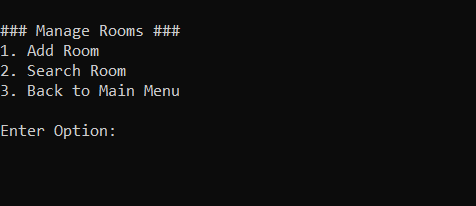 ### Manage Rooms ###
1. Add Room
2. Search Room
3. Back to Main Menu
Enter Option: